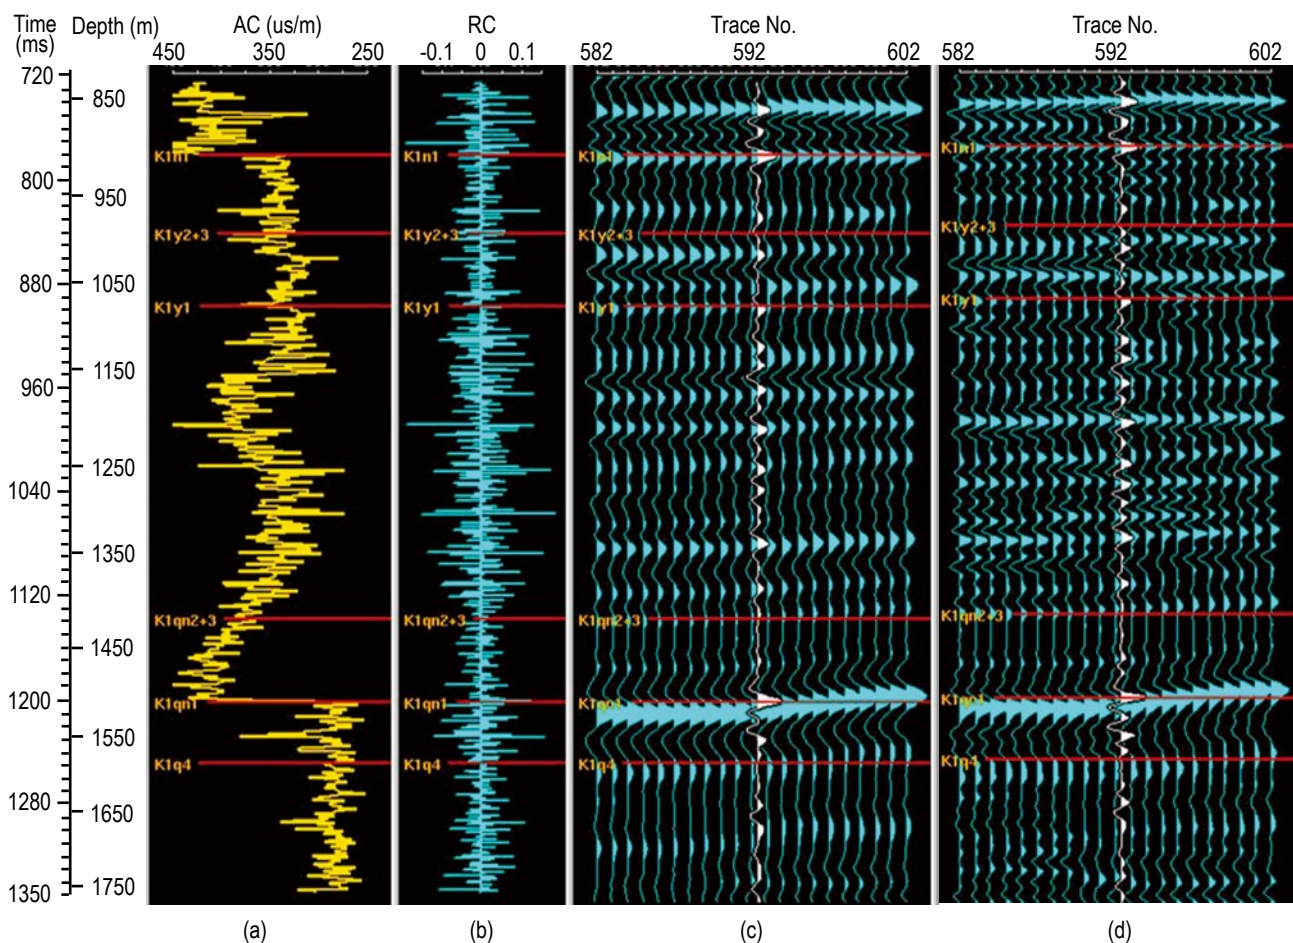 Time (ms)
Depth (m)
AC (us/m)
450 350 250
RC
-0.1 0 0.1
Trace No.
582 592 602
Trace No.
582 592 602
720
800
880
960
1040
1120
1200
1280
1350
850
950
1050
1150
1250
1350
1450
1550
1650
1750
K1n1
K1y2+3
K1y1
K1qn2+3
K1qn1
K1q4
K1n1
K1y2+3
K1y1
K1qn2+3
K1qn1
K1q4
K1n1
K1y2+3
K1y1
K1qn2+3
K1qn1
K1q4
K1n1
K1y2+3
K1y1
K1qn2+3
K1qn1
K1q4
(a) (b) (c) (d)